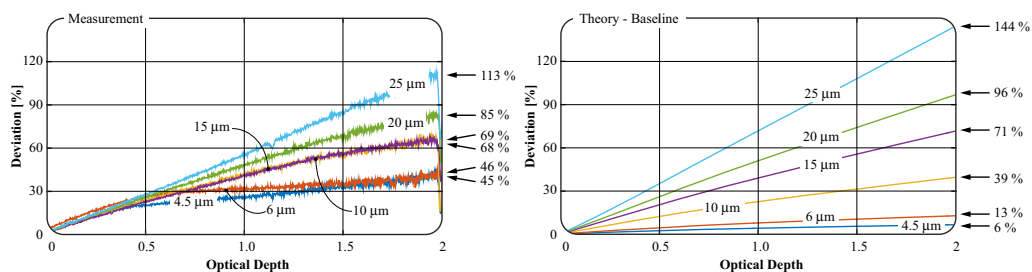 Measurement
Deviation [%]
120
90
60
30
0
0.5
1.0
1.5
2
Optical Depth
25 µm
20 µm
15 µm
10 µm
4.5 µm
6 µm
113 %
85 %
69 %
68 %
46 %
45 %
Theory - Baseline
Deviation [%]
120
90
60
30
0
0.5
1.0
1.5
2
Optical Depth
25 µm
20 µm
15 µm
10 µm
6 µm
4.5 µm
144 %
96 %
71 %
39 %
13 %
6 %